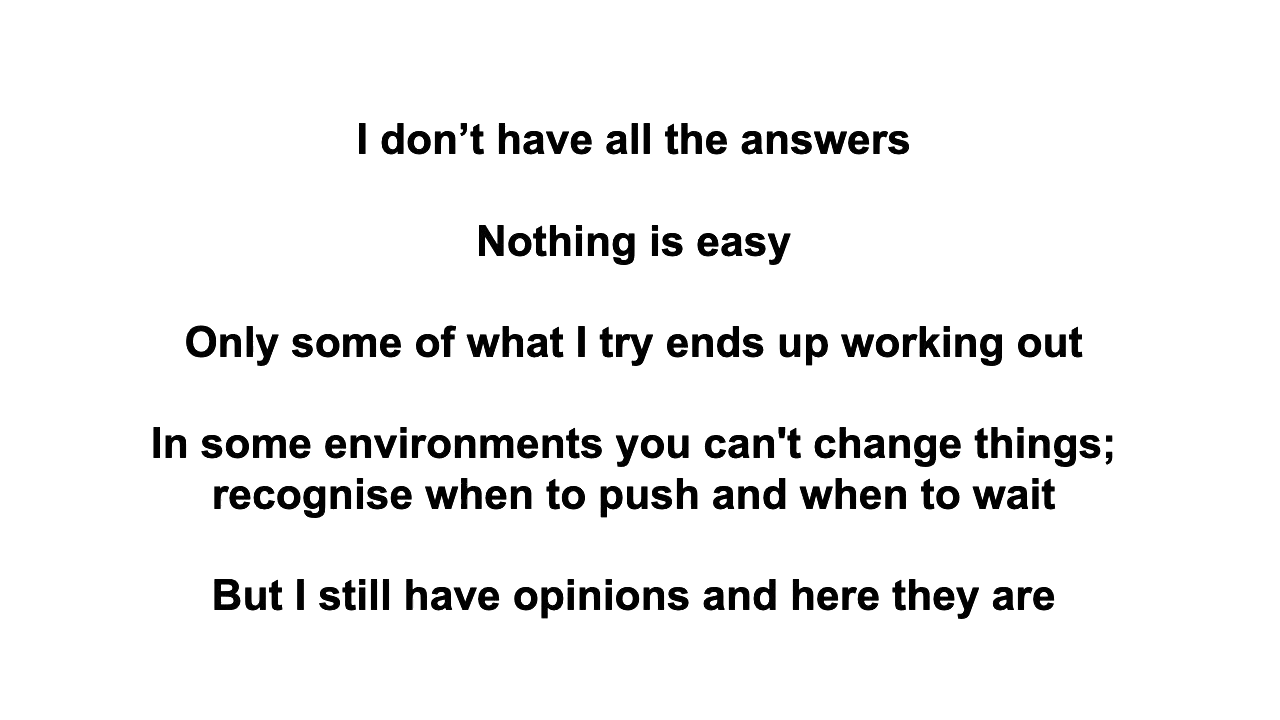 I don’t have all the answers
Nothing is easy
Only some of what I try ends up working out
In some environments you can't change things;
recognise when to push and when to wait
But I still have opinions and here they are